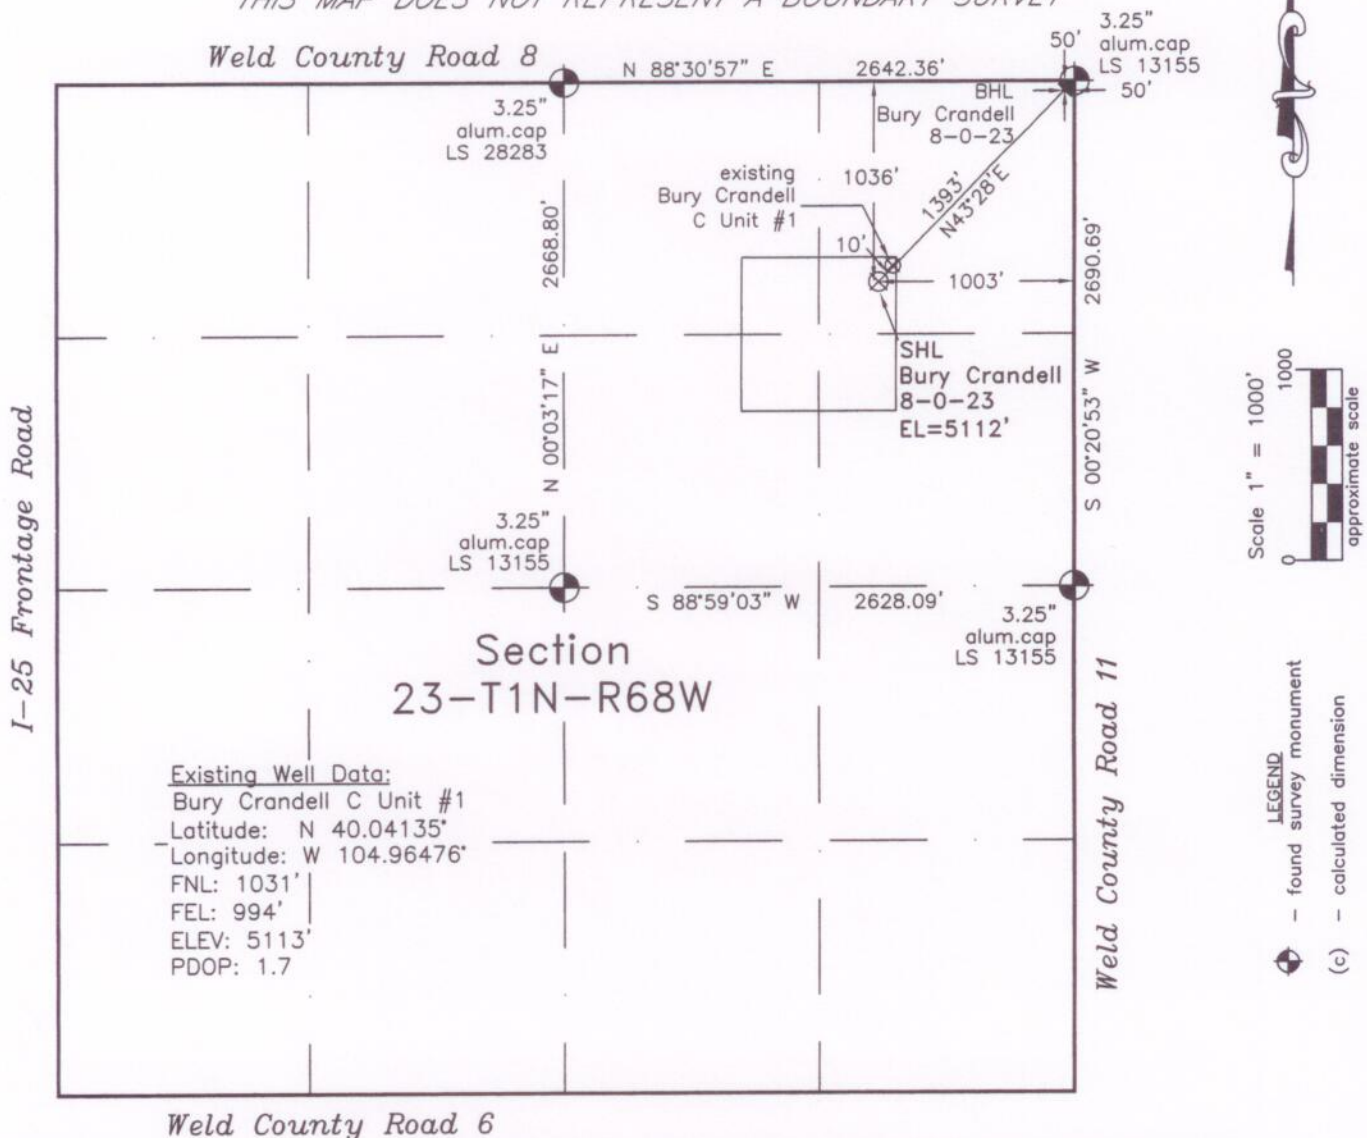 THIS MAP DOES NOT REPRESENT A BOUNDARY SURVEY
Weld County Road 8
N 88°30'57" E
2642.36'
50'
3.25"
alum.cap
LS 13155
50'
3.25"
alum.cap
LS 28283
BHL
Bury Crandell
8-0-23
existing
Bury Crandell
C Unit #1
1036'
1393'
N43°28'E
10'
1003'
2668.80'
N 00°03'17" E
2690.69'
S 00°20'53" W
SHL
Bury Crandell
8-0-23
EL=5112'
3.25"
alum.cap
LS 13155
S 88°59'03" W
2628.09'
3.25"
alum.cap
LS 13155
Section
23-T1N-R68W
I-25 Frontage Road
Weld County Road 11
Existing Well Data:
Bury Crandell C Unit #1
Latitude: N 40.04135°
Longitude: W 104.96476°
FNL: 1031'
FEL: 994'
ELEV: 5113'
PDOP: 1.7
Weld County Road 6
Scale 1" = 1000'
0
1000
approximate scale
LEGEND
- found survey monument
(c) - calculated dimension